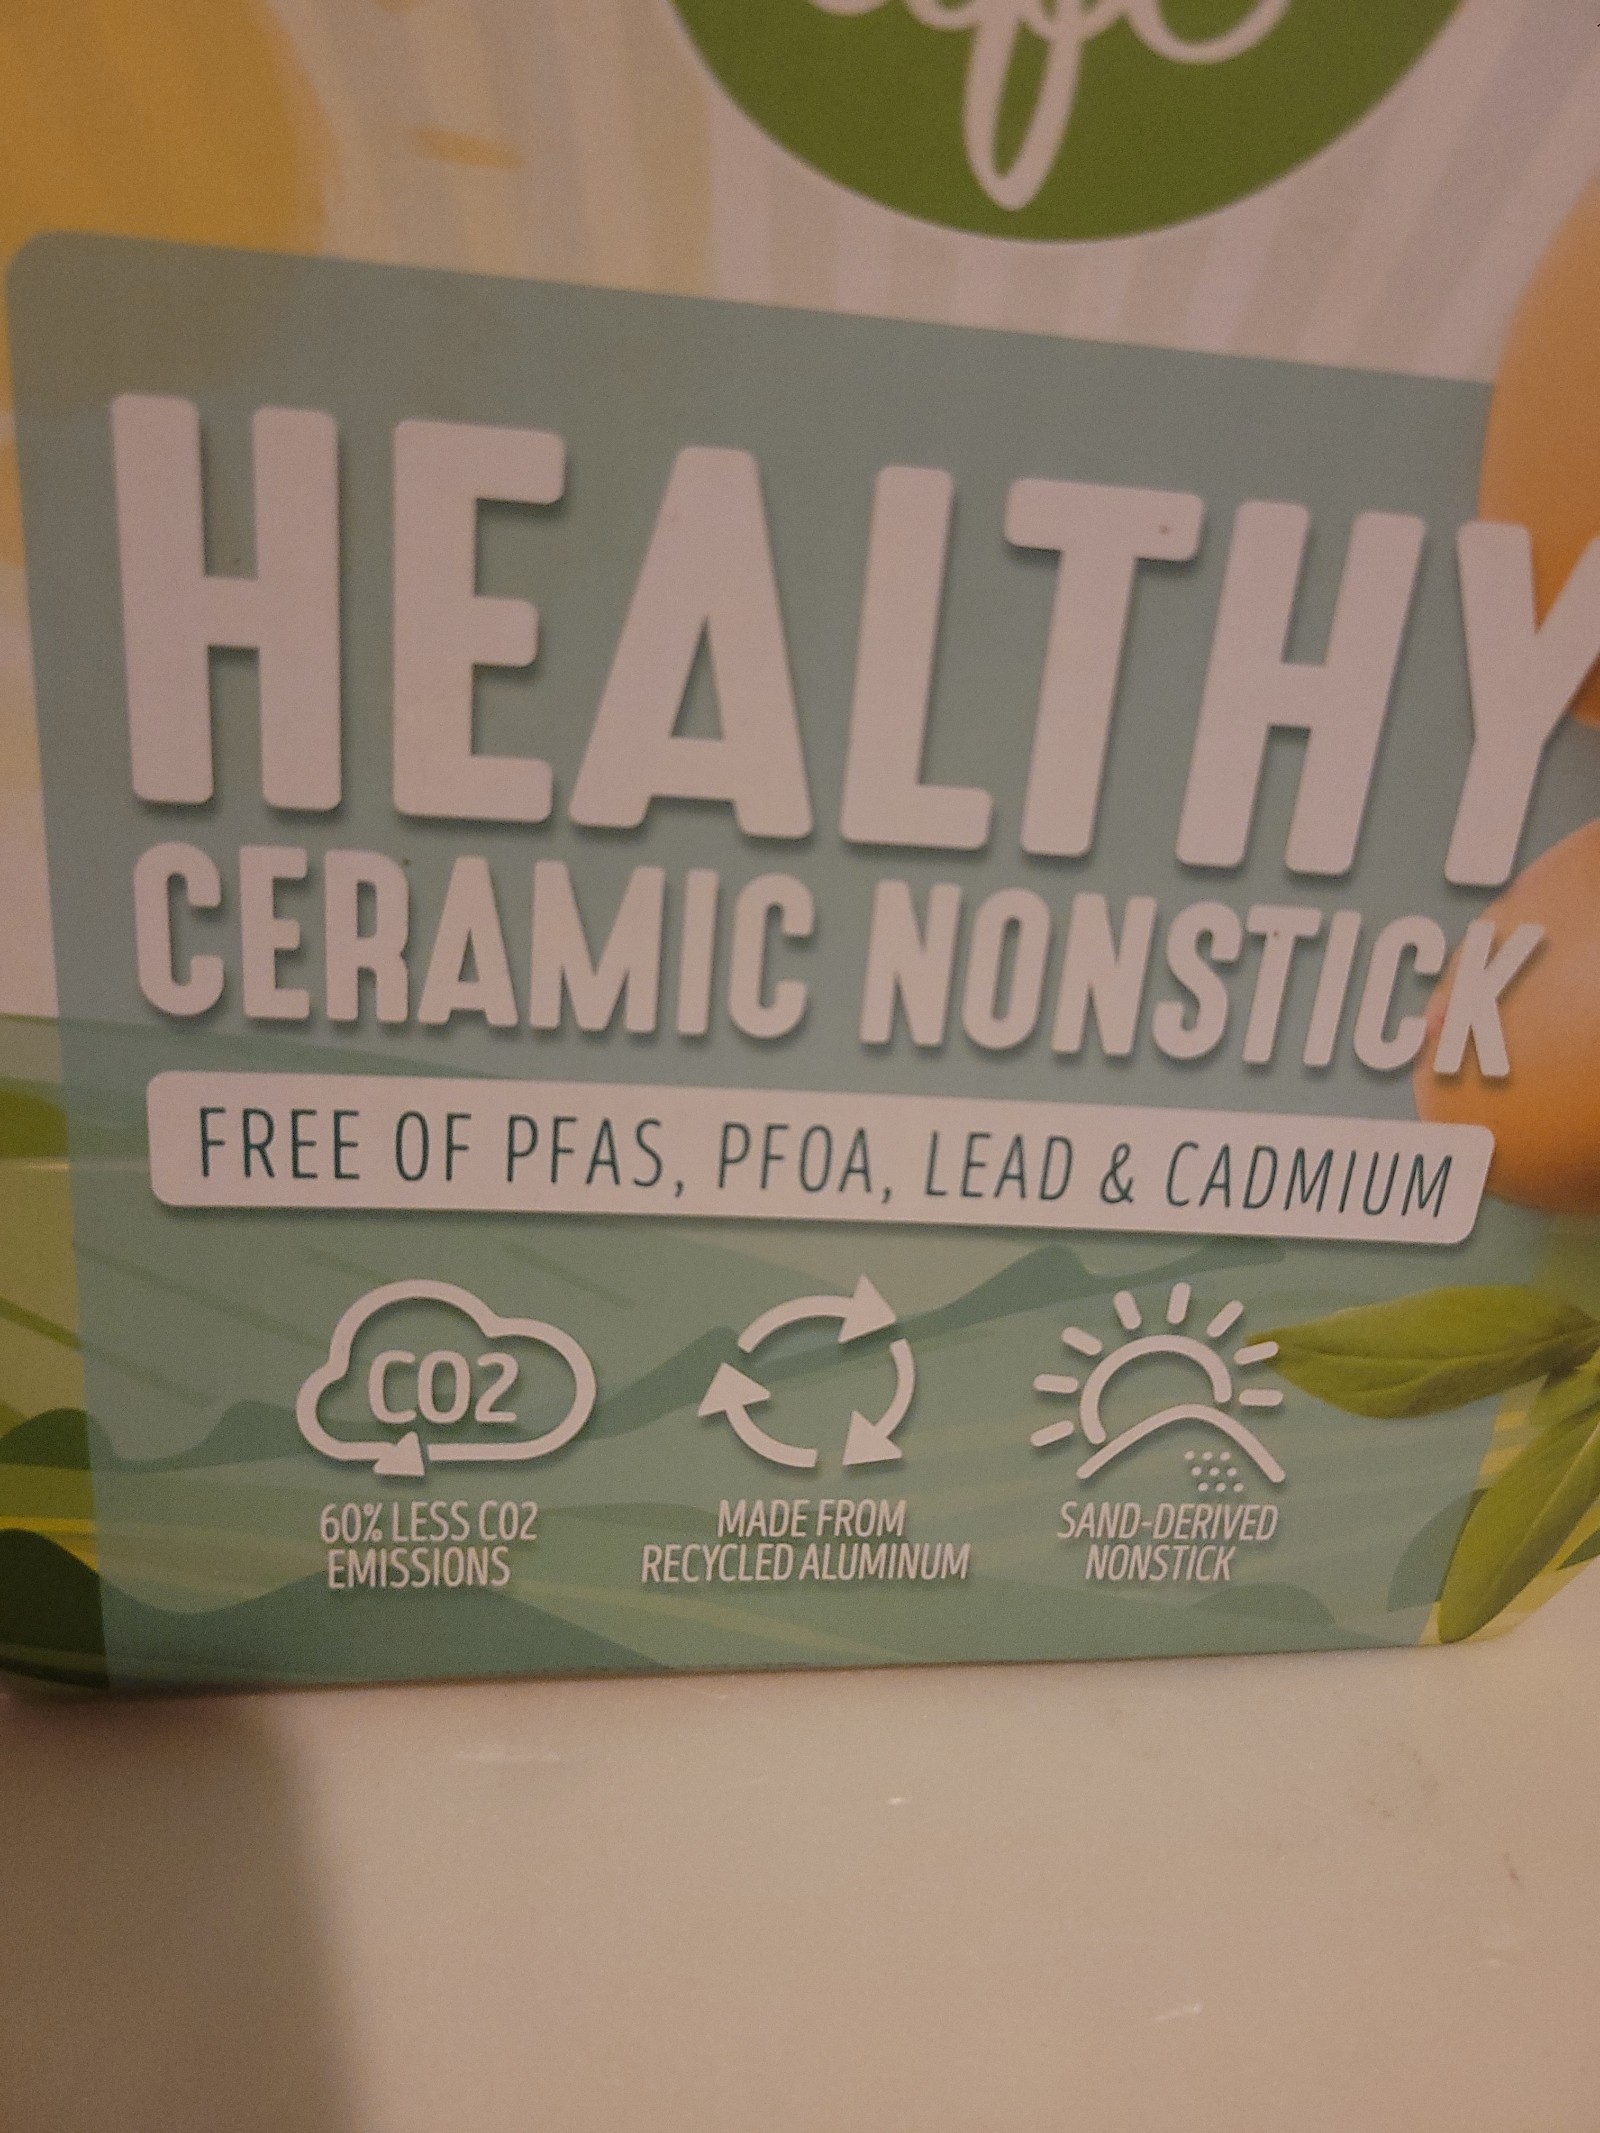 HEALTHY
CERAMIC NONSTICK
FREE OF PFAS, PFOA, LEAD & CADMIUM
CO2
60% LESS CO2
EMISSIONS
MADE FROM
RECYCLED ALUMINUM
SAND-DERIVED
NONSTICK